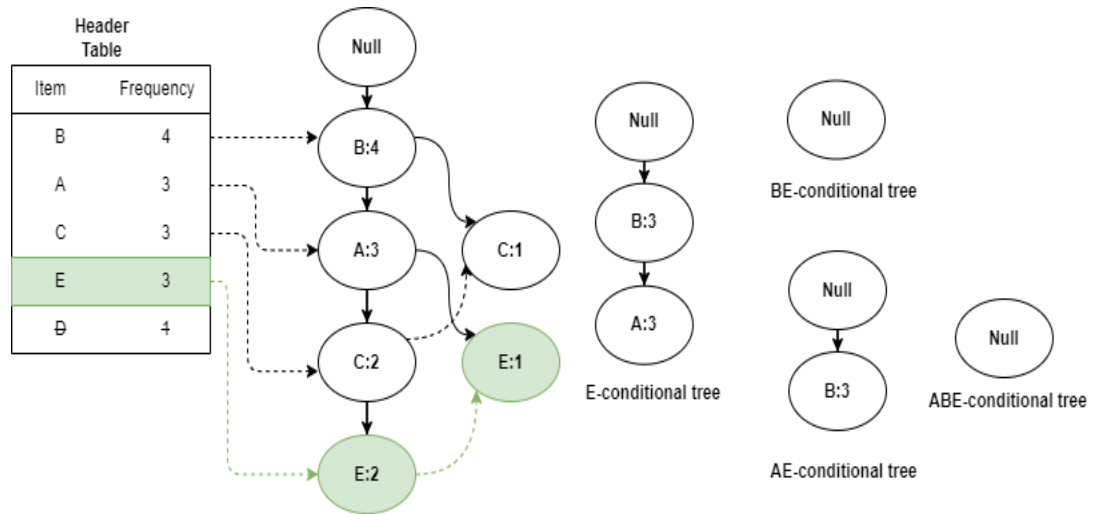 Header
Table
Item Frequency
B 4
A 3
C 3
E 3
D 1
Null
B:4
A:3
C:1
C:2
E:1
E:2
Null
B:3
A:3
E-conditional tree
Null
BE-conditional tree
Null
B:3
AE-conditional tree
Null
ABE-conditional tree